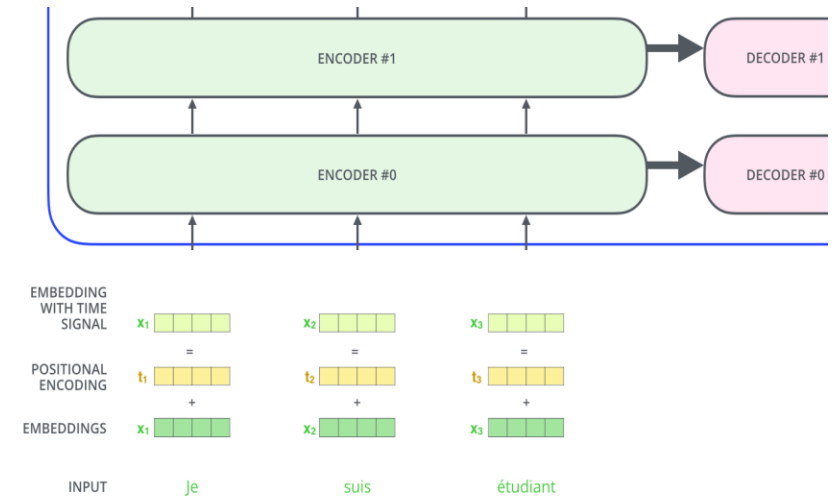 ENCODER #1
DECODER #1
ENCODER #0
DECODER #0
EMBEDDING
WITH TIME
SIGNAL
x₁ x₂ x₃
= = =
POSITIONAL
ENCODING
t₁ t₂ t₃
+ + +
EMBEDDINGS x₁ x₂ x₃
INPUT Je suis étudiant